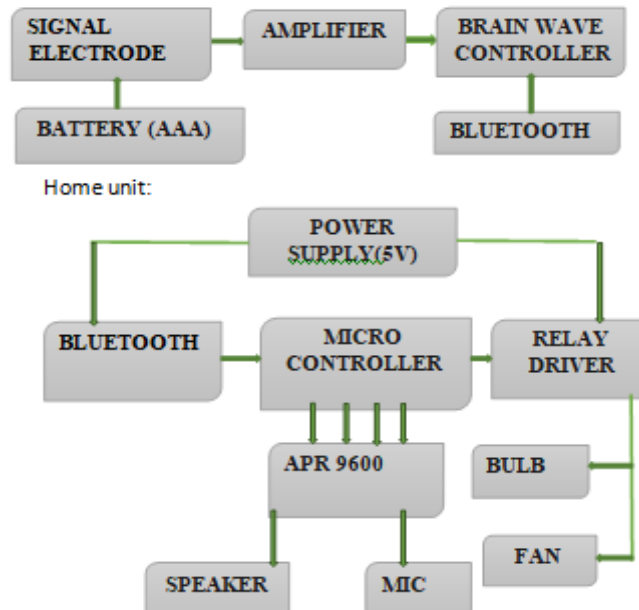 SIGNAL
ELECTRODE
AMPLIFIER
BRAIN WAVE
CONTROLLER
BATTERY (AAA)
BLUETOOTH
Home unit:
POWER
SUPPLY(5V)
BLUETOOTH
MICRO
CONTROLLER
RELAY
DRIVER
APR 9600
BULB
FAN
SPEAKER
MIC